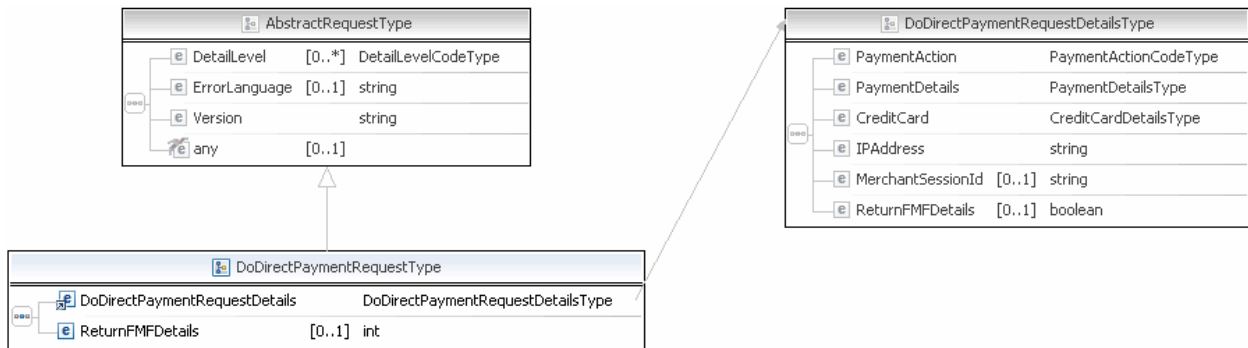 AbstractRequestType
DetailLevel [0..*] DetailLevelCodeType
ErrorLanguage [0..1] string
Version string
any [0..1]
DoDirectPaymentRequestDetailsType
PaymentAction PaymentActionCodeType
PaymentDetails PaymentDetailsType
CreditCard CreditCardDetailsType
IPAddress string
MerchantSessionId [0..1] string
ReturnFMFDetails [0..1] boolean
DoDirectPaymentRequestType
DoDirectPaymentRequestDetails DoDirectPaymentRequestDetailsType
ReturnFMFDetails [0..1] int